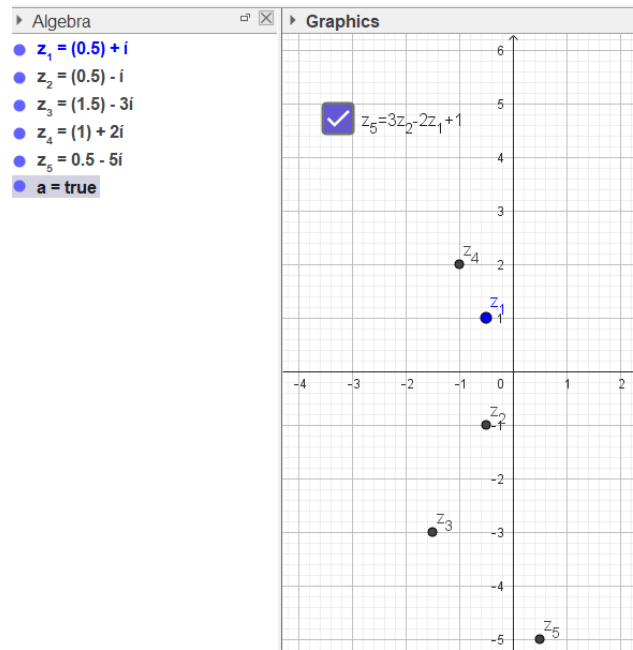 Algebra
z₁ = (0.5) + í
z₂ = (0.5) - í
z₃ = (1.5) - 3í
z₄ = (1) + 2í
z₅ = 0.5 - 5í
a = true
Graphics
6
5
z₅=3z₂-2z₁+1
4
3
z₄
2
z₁
1
-4 -3 -2 -1 0 1 2
z₂
-1
-2
z₃
-3
-4
z₅
-5